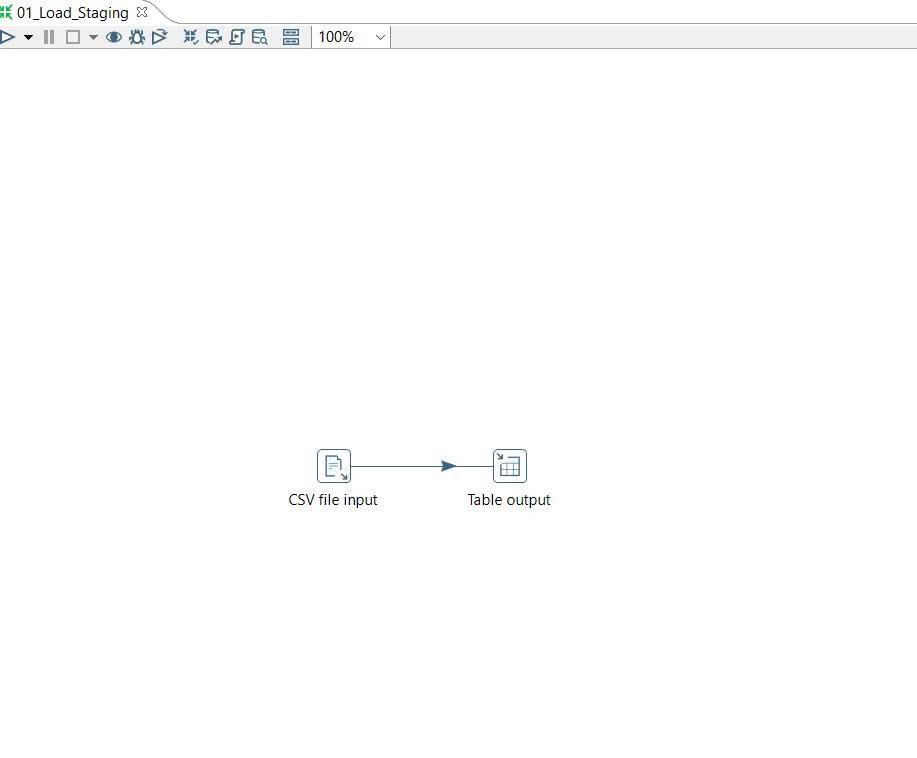 01_Load_Staging
100%
CSV file input
Table output